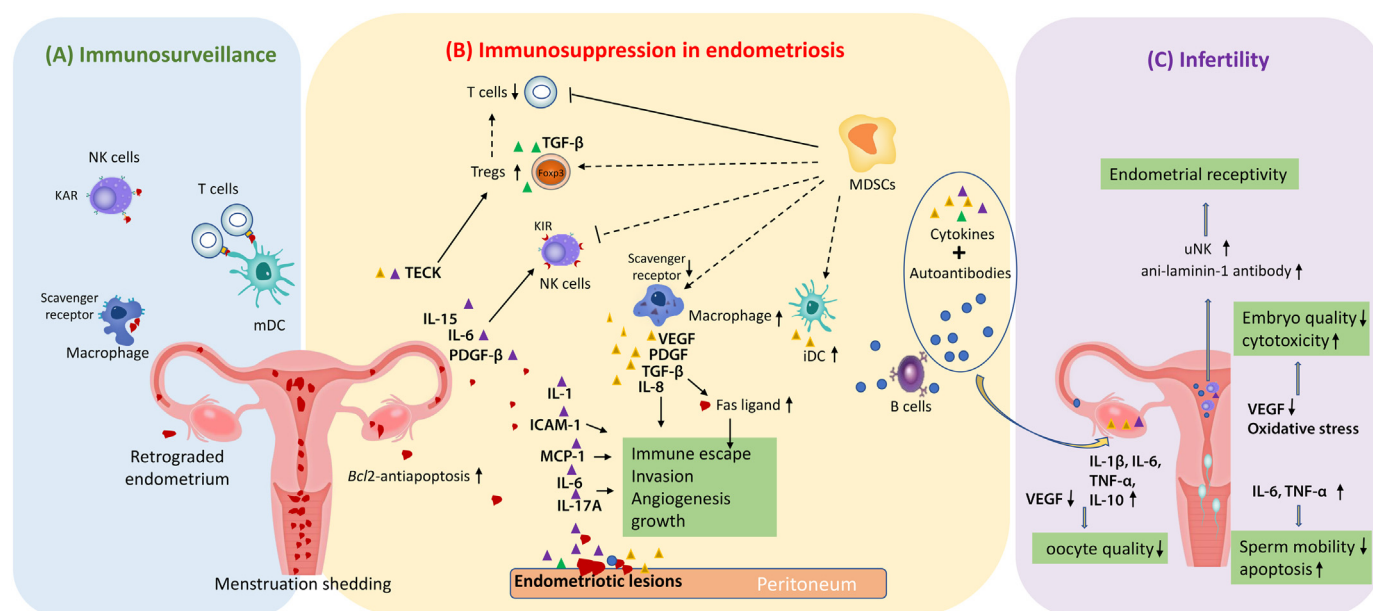 (A) Immunosurveillance
NK cells
KAR
T cells
Scavenger
receptor
Macrophage
mDC
Retrograded
endometrium
Menstruation shedding
(B) Immunosuppression in endometriosis
T cells
TGF-β
Tregs
Foxp3
MDSCs
KIR
NK cells
TECK
IL-15
IL-6
PDGF-β
Scavenger
receptor
Macrophage
iDC
VEGF
PDGF
TGF-β
IL-8
Fas ligand
IL-1
ICAM-1
MCP-1
IL-6
IL-17A
Immune escape
Invasion
Angiogenesis
growth
Bcl2-antiapoptosis
Endometriotic lesions
Peritoneum
Cytokines
+
Autoantibodies
B cells
(C) Infertility
Endometrial receptivity
uNK
ani-laminin-1 antibody
Embryo quality
cytotoxicity
VEGF
Oxidative stress
IL-1β, IL-6,
TNF-α,
IL-10
VEGF
oocyte quality
IL-6, TNF-α
Sperm mobility
apoptosis